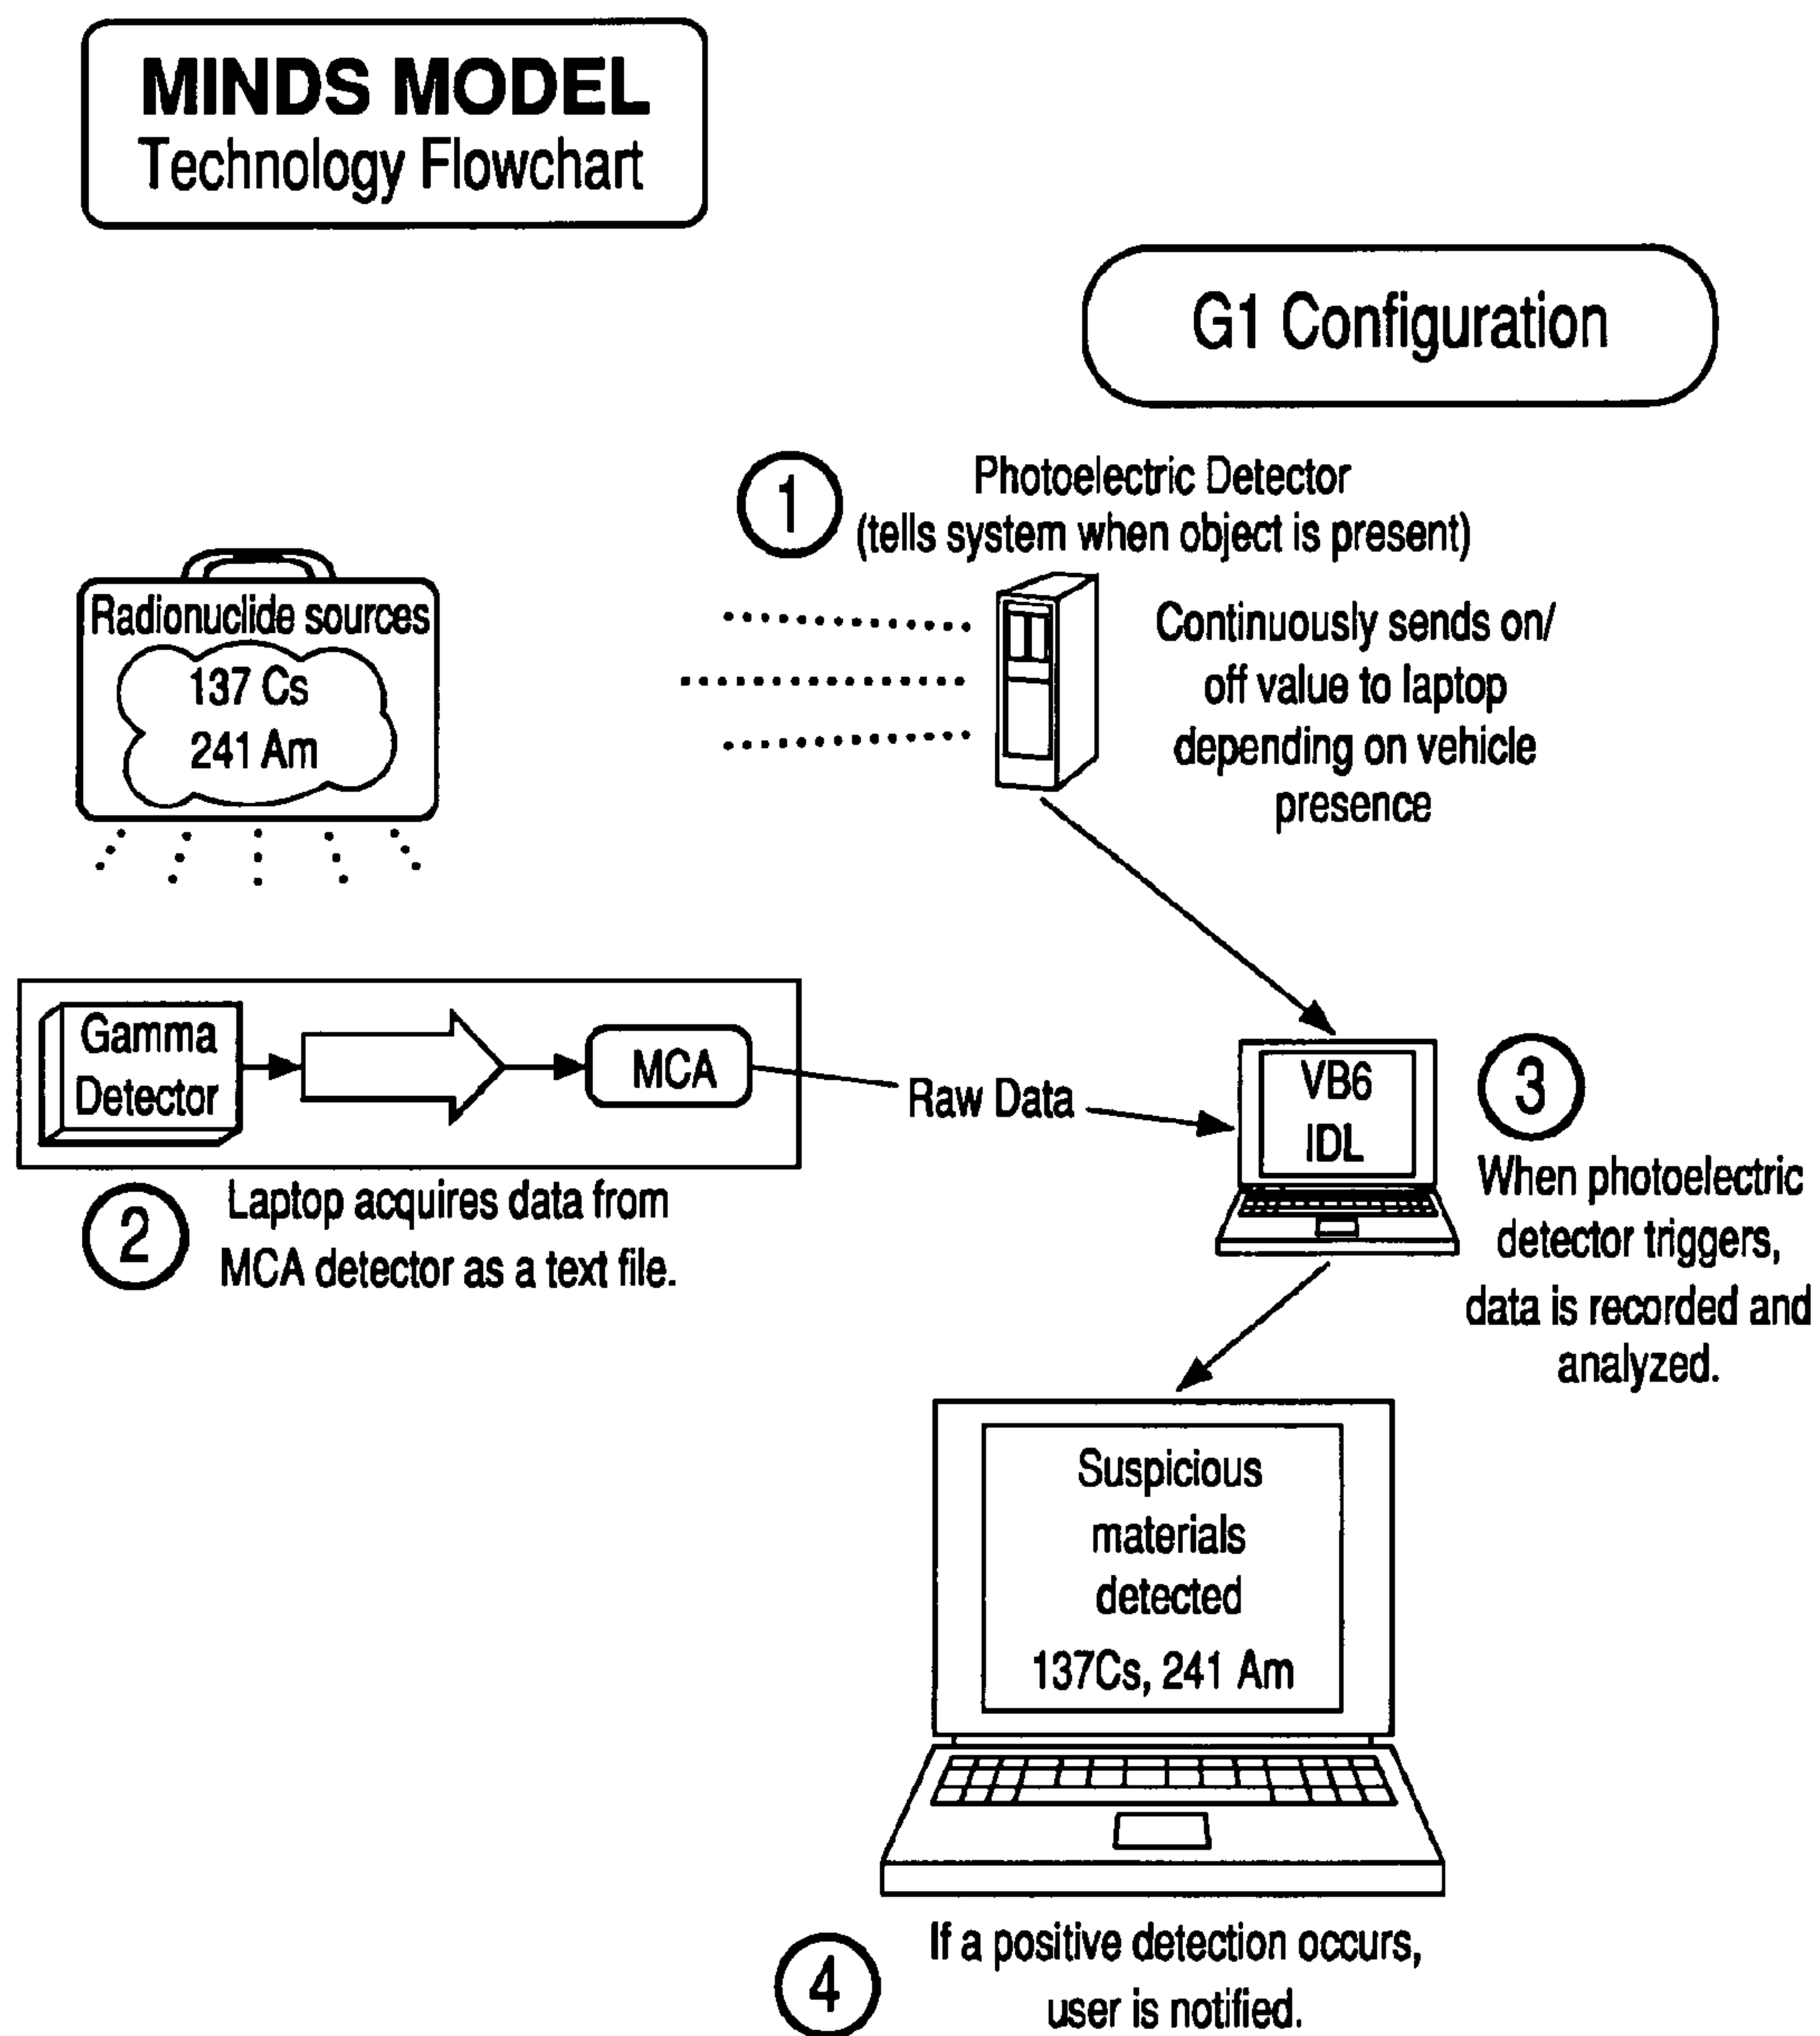 MINDS MODEL
Technology Flowchart
G1 Configuration
1
Photoelectric Detector
(tells system when object is present)
Radionuclide sources
137 Cs
241 Am
Continuously sends on/
off value to laptop
depending on vehicle
presence
Gamma
Detector
MCA
Raw Data
2
Laptop acquires data from
MCA detector as a text file.
VB6
IDL
3
When photoelectric
detector triggers,
data is recorded and
analyzed.
Suspicious
materials
detected
137Cs, 241 Am
4
If a positive detection occurs,
user is notified.